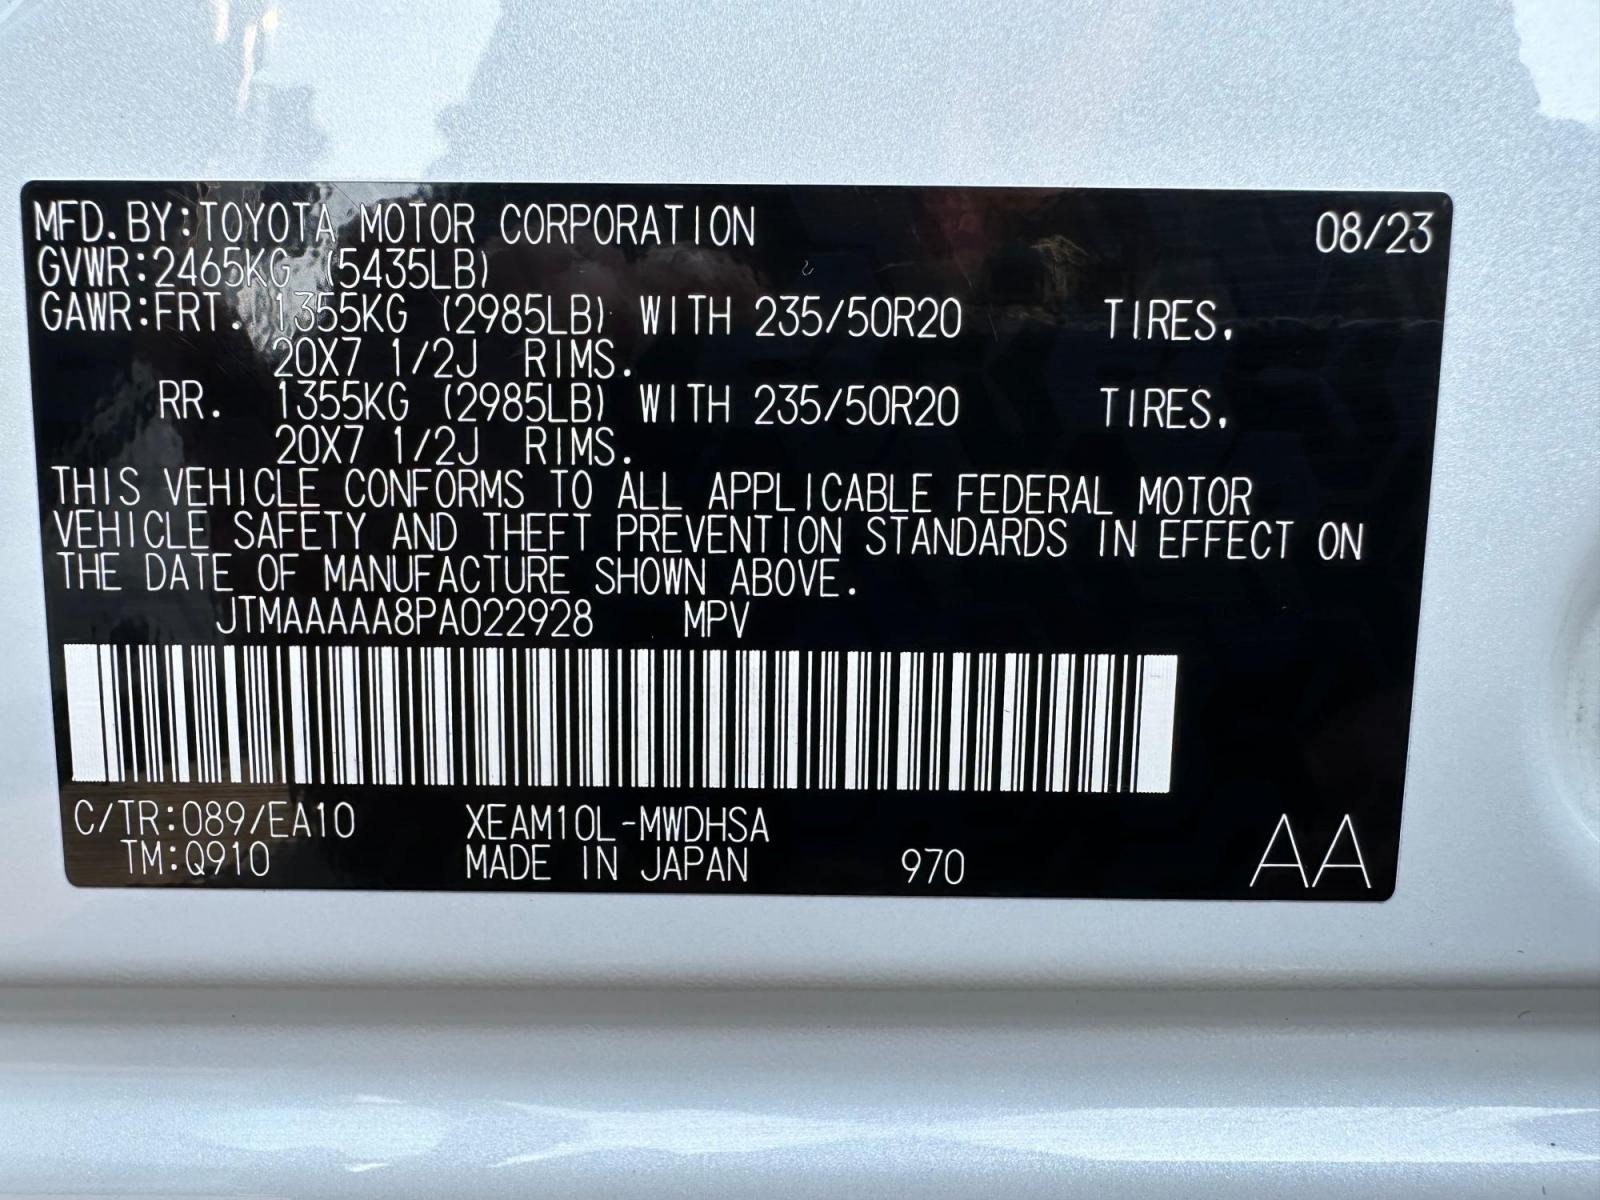 MFD. BY: TOYOTA MOTOR CORPORATION 08/23
GVWR: 2465KG (5435LB)
GAWR: FRT. 1355KG (2985LB) WITH 235/50R20 TIRES,
20X7 1/2J RIMS.
RR. 1355KG (2985LB) WITH 235/50R20 TIRES,
20X7 1/2J RIMS.
THIS VEHICLE CONFORMS TO ALL APPLICABLE FEDERAL MOTOR
VEHICLE SAFETY AND THEFT PREVENTION STANDARDS IN EFFECT ON
THE DATE OF MANUFACTURE SHOWN ABOVE.
JTMAAAAA8PA022928 MPV
C/TR: 089/EA10 XEAM10L-MWDHSA
TM: Q910 MADE IN JAPAN 970 AA